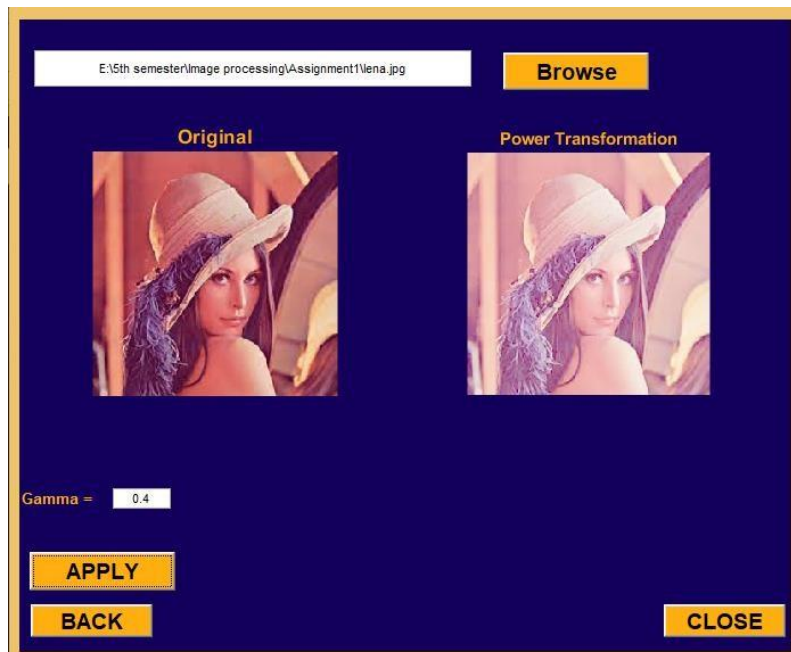 E:\5th semester\Image processing\Assignment1\lena.jpg
Browse
Original
Power Transformation
Gamma =
0.4
APPLY
BACK
CLOSE